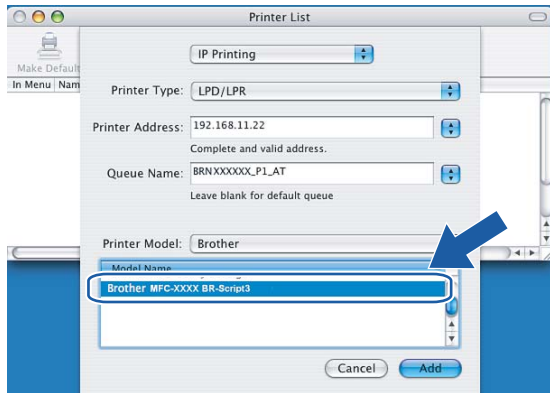 Printer List
IP Printing
Make Default
In Menu Nam
Printer Type: LPD/LPR
Printer Address: 192.168.11.22
Complete and valid address.
Queue Name: BRNXXXXXX_P1_AT
Leave blank for default queue
Printer Model: Brother
Model Name
Brother MFC-XXXX BR-Script3
Cancel Add